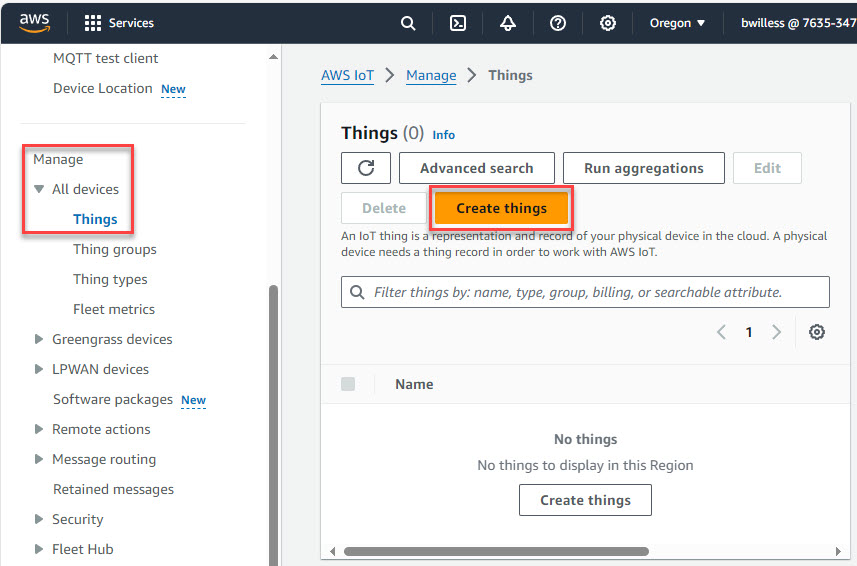 aws
Services
Oregon
bwilless @ 7635-347
MQTT test client
Device Location New
Manage
All devices
Things
Thing groups
Thing types
Fleet metrics
Greengrass devices
LPWAN devices
Software packages New
Remote actions
Message routing
Retained messages
Security
Fleet Hub
AWS IoT > Manage > Things
Things (0) Info
Advanced search
Run aggregations
Edit
Delete
Create things
An IoT thing is a representation and record of your physical device in the cloud. A physical
device needs a thing record in order to work with AWS IoT.
Filter things by: name, type, group, billing, or searchable attribute.
1
Name
No things
No things to display in this Region
Create things